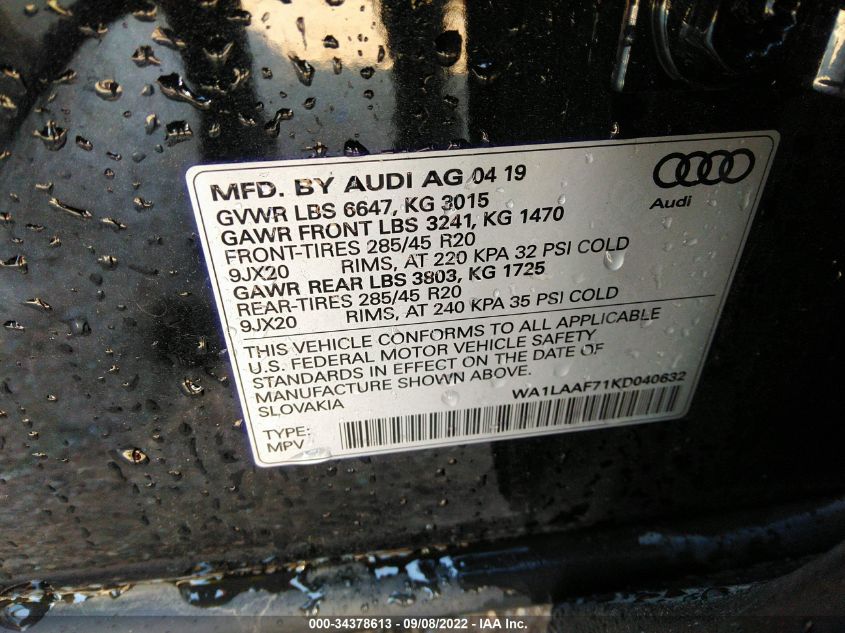 MFD. BY AUDI AG 04 19
GVWR LBS 6647, KG 3015
GAWR FRONT LBS 3241, KG 1470
FRONT-TIRES 285/45 R20
9JX20 RIMS, AT 220 KPA 32 PSI COLD
GAWR REAR LBS 3803, KG 1725
REAR-TIRES 285/45 R20
9JX20 RIMS, AT 240 KPA 35 PSI COLD
Audi
THIS VEHICLE CONFORMS TO ALL APPLICABLE
U.S. FEDERAL MOTOR VEHICLE SAFETY
STANDARDS IN EFFECT ON THE DATE OF
MANUFACTURE SHOWN ABOVE.
SLOVAKIA
WA1LAAF71KD040632
TYPE:
MPV
000-34378613 - 09/08/2022 - IAA Inc.